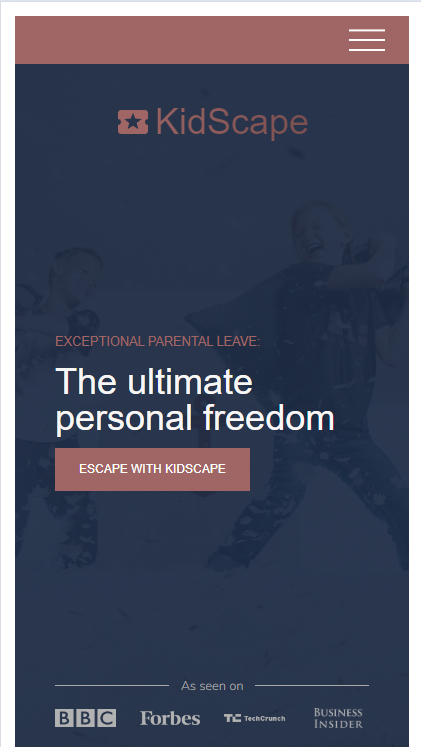 KidScape
EXCEPTIONAL PARENTAL LEAVE:
The ultimate
personal freedom
ESCAPE WITH KIDSCAPE
As seen on
BBC Forbes TC TechCrunch BUSINESS
INSIDER